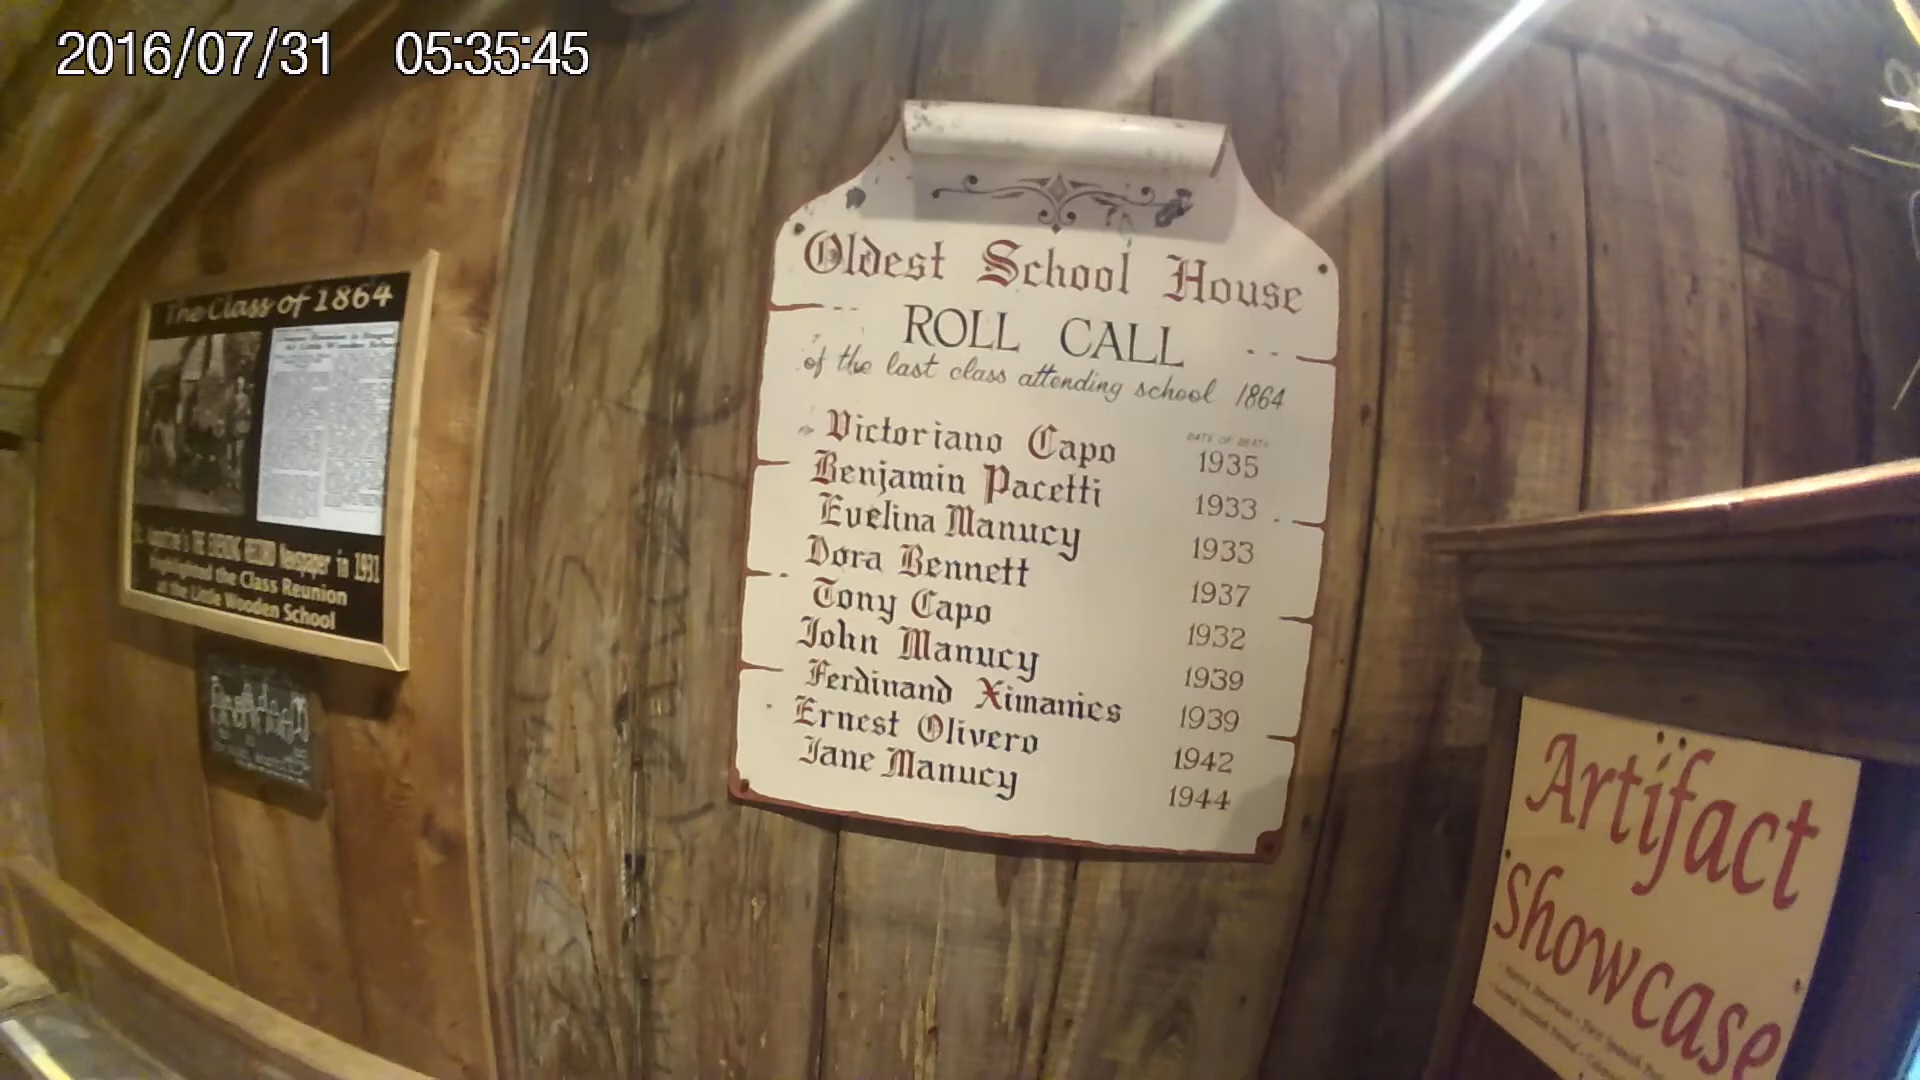 2016/07/31 05:35:45
The Class of 1864
Augustine's THE EVENING RECORD Newspaper in 1931
the Class Reunion
at the Little Wooden School
Oldest School House
ROLL CALL
of the last class attending school 1864
DATE OF DEATH
Victoriano Capo 1935
Benjamin Pacetti 1933
Evelina Manucy 1933
Dora Bennett 1937
Tony Capo 1932
John Manucy 1939
Ferdinand Ximanies 1939
Ernest Olivero 1942
Jane Manucy 1944
Artifact
Showcase